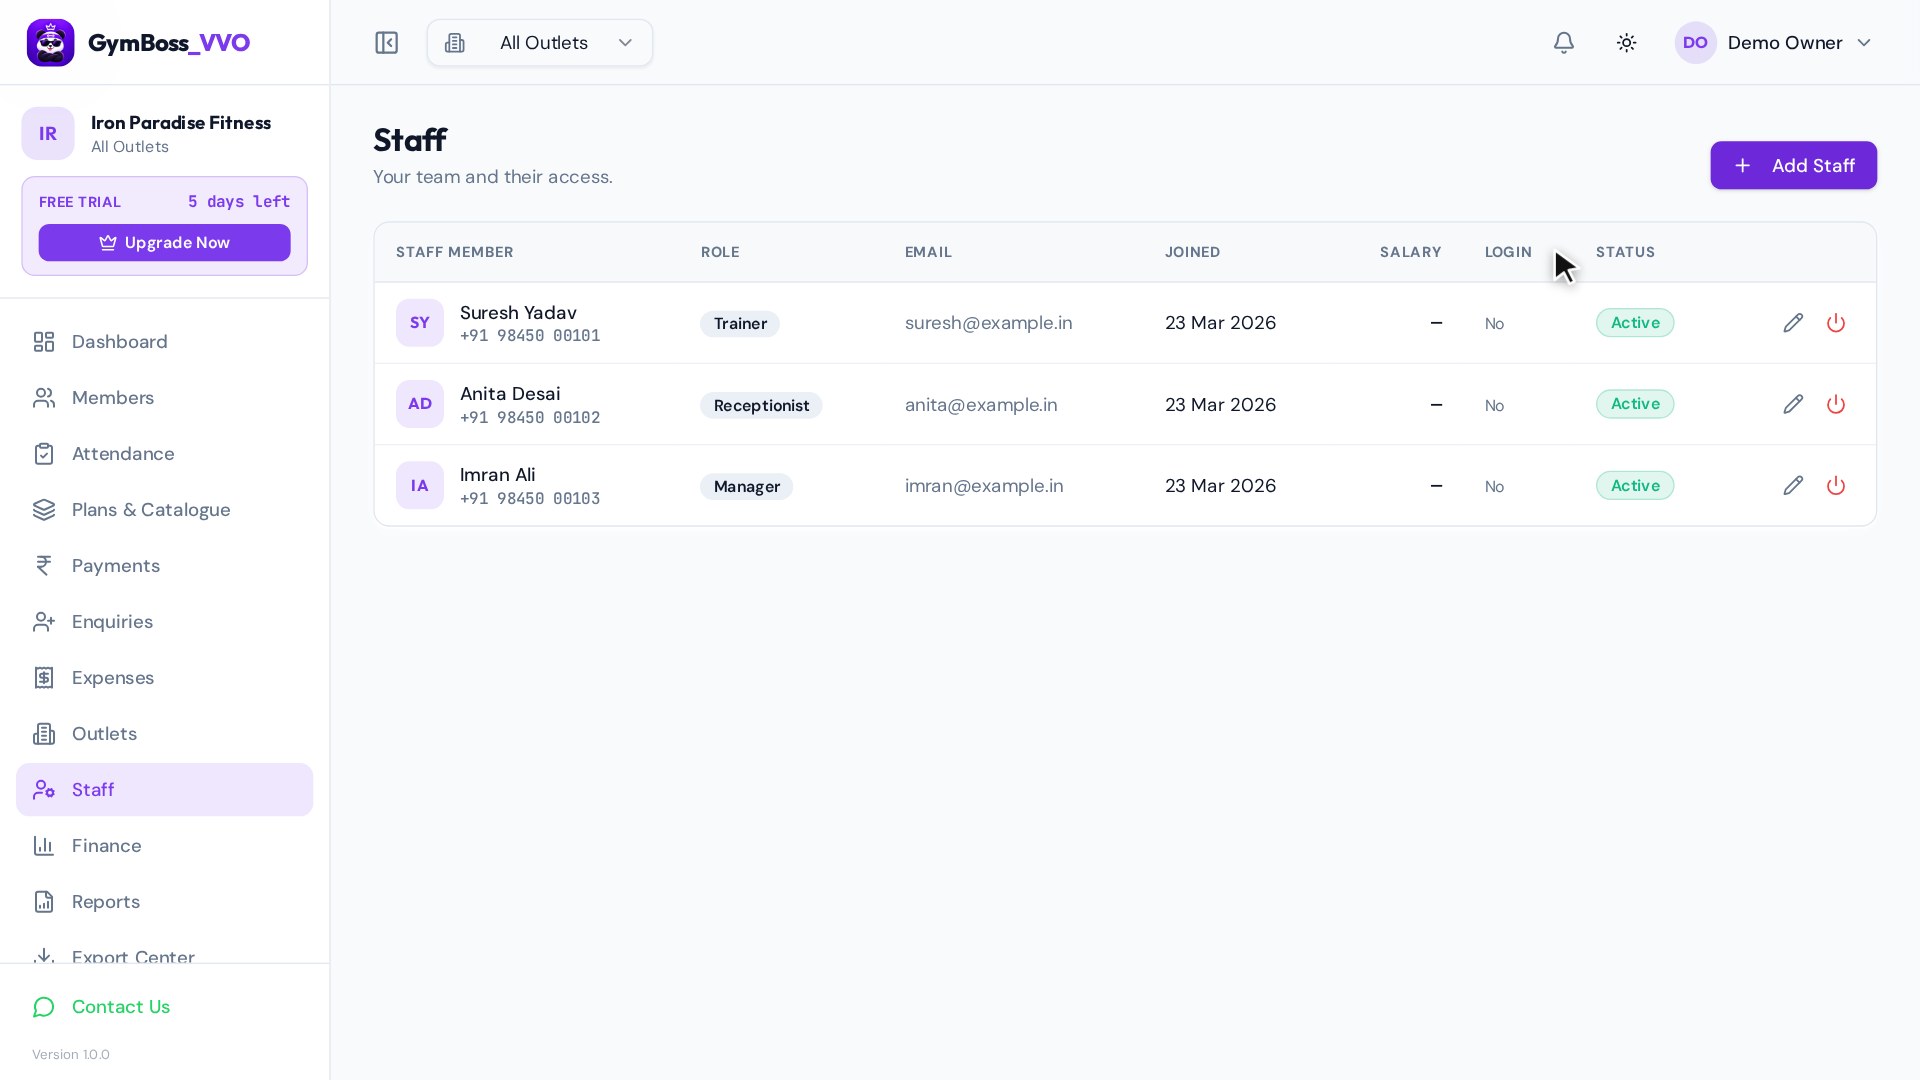 GymBoss_VVO
All Outlets
DO Demo Owner
IR
Iron Paradise Fitness
All Outlets
FREE TRIAL 5 days left
Upgrade Now
Dashboard
Members
Attendance
Plans & Catalogue
Payments
Enquiries
Expenses
Outlets
Staff
Finance
Reports
Export Center
Contact Us
Version 1.0.0
Staff
Your team and their access.
+ Add Staff
STAFF MEMBER ROLE EMAIL JOINED SALARY LOGIN STATUS
SY Suresh Yadav
+91 98450 00101
Trainer suresh@example.in 23 Mar 2026 – No Active
AD Anita Desai
+91 98450 00102
Receptionist anita@example.in 23 Mar 2026 – No Active
IA Imran Ali
+91 98450 00103
Manager imran@example.in 23 Mar 2026 – No Active